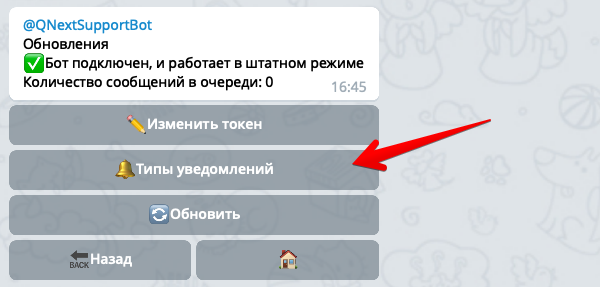 @QNextSupportBot
Обновления
✅Бот подключен, и работает в штатном режиме
Количество сообщений в очереди: 0
16:45
✏️Изменить токен
🔔Типы уведомлений
🔄Обновить
🔙Назад
🏠